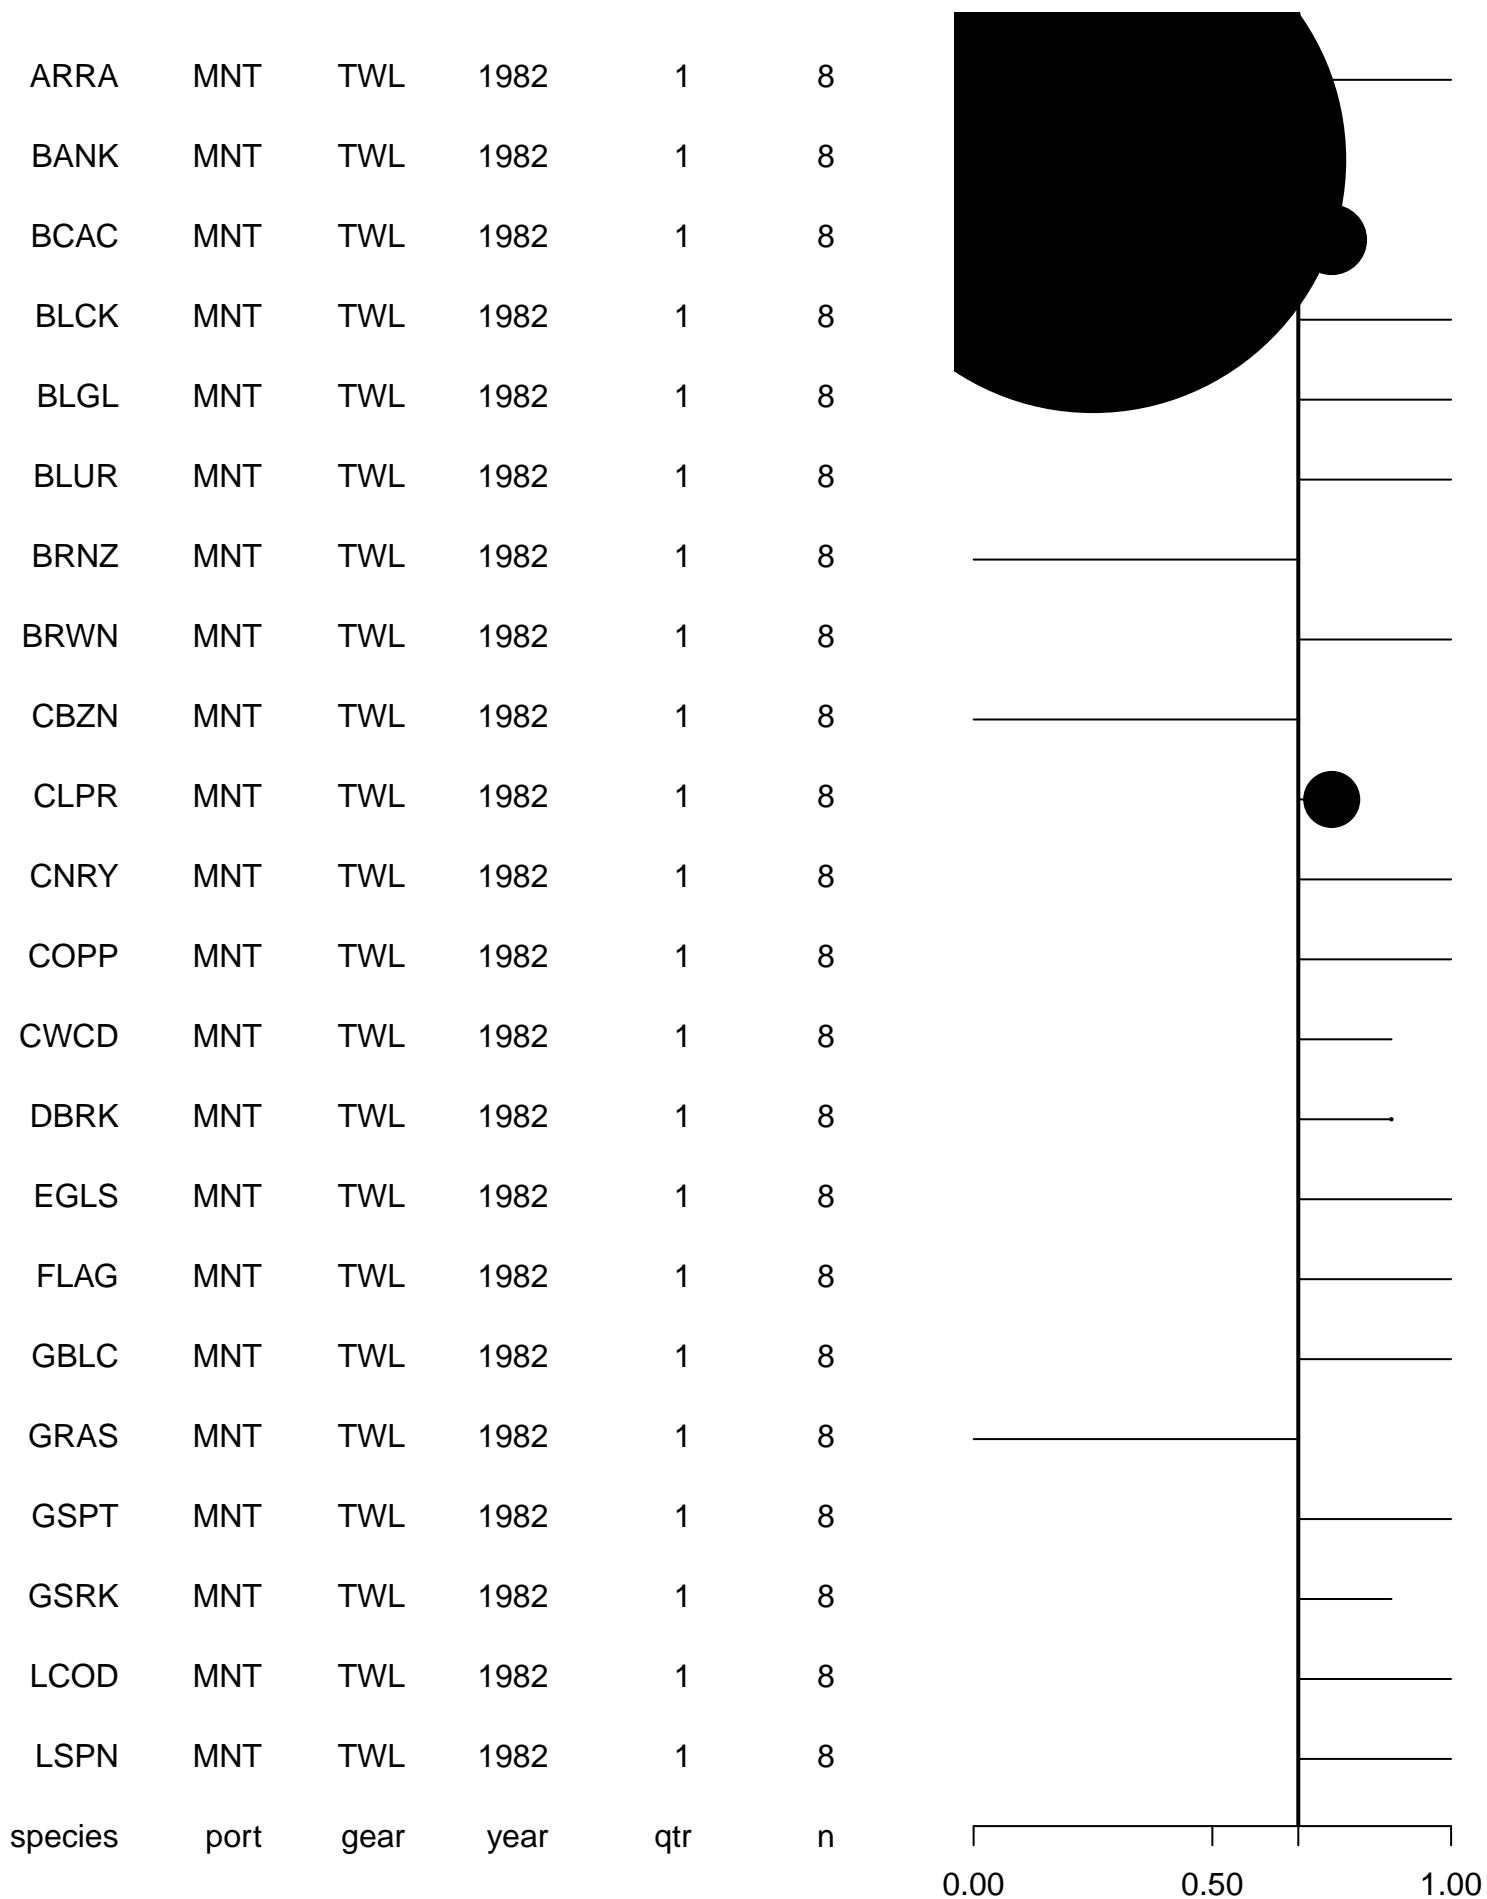 ARRA MNT TWL 1982 1 8
BANK MNT TWL 1982 1 8
BCAC MNT TWL 1982 1 8
BLCK MNT TWL 1982 1 8
BLGL MNT TWL 1982 1 8
BLUR MNT TWL 1982 1 8
BRNZ MNT TWL 1982 1 8
BRWN MNT TWL 1982 1 8
CBZN MNT TWL 1982 1 8
CLPR MNT TWL 1982 1 8
CNRY MNT TWL 1982 1 8
COPP MNT TWL 1982 1 8
CWCD MNT TWL 1982 1 8
DBRK MNT TWL 1982 1 8
EGLS MNT TWL 1982 1 8
FLAG MNT TWL 1982 1 8
GBLC MNT TWL 1982 1 8
GRAS MNT TWL 1982 1 8
GSPT MNT TWL 1982 1 8
GSRK MNT TWL 1982 1 8
LCOD MNT TWL 1982 1 8
LSPN MNT TWL 1982 1 8
species port gear year qtr n
0.00 0.50 1.00